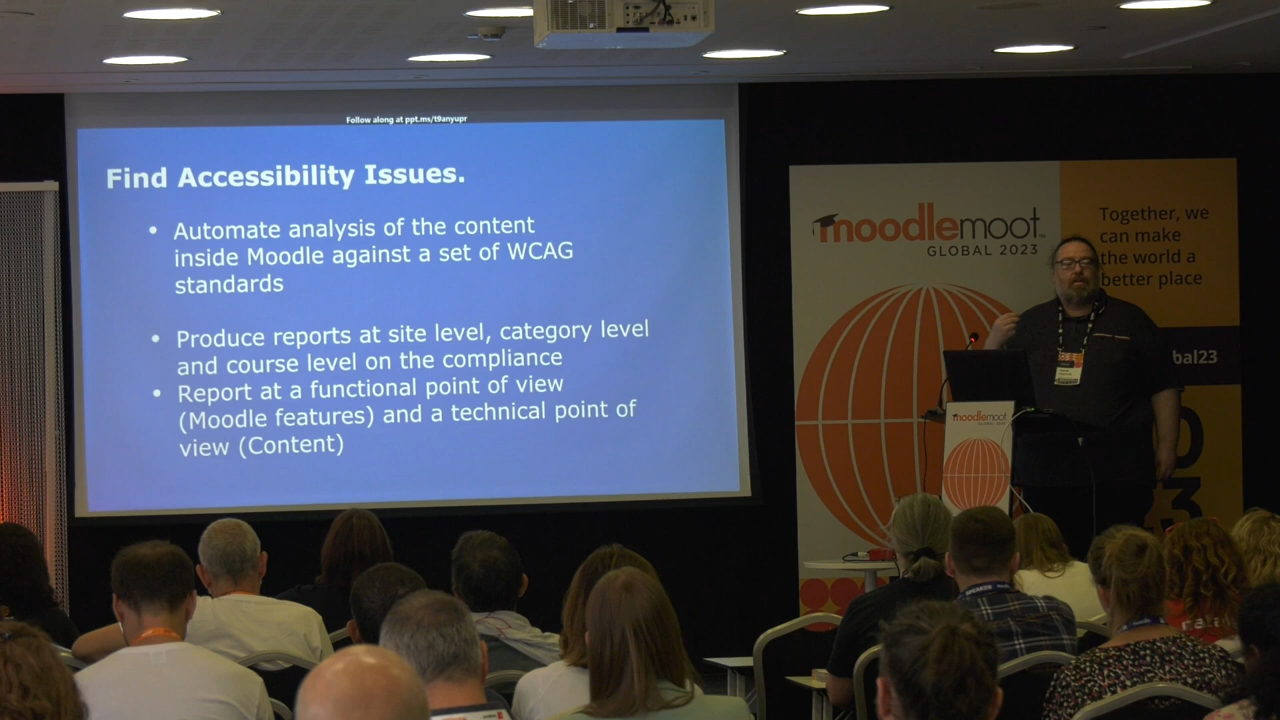 Follow along at ppt.ms/t9anyupr
Find Accessibility Issues.
• Automate analysis of the content
inside Moodle against a set of WCAG
standards
• Produce reports at site level, category level
and course level on the compliance
• Report at a functional point of view
(Moodle features) and a technical point of
view (Content)
moodlemoot
GLOBAL 2023
Together, we
can make
the world a
better place
bal23
moodlemoot
GLOBAL 2023
SPEAKER